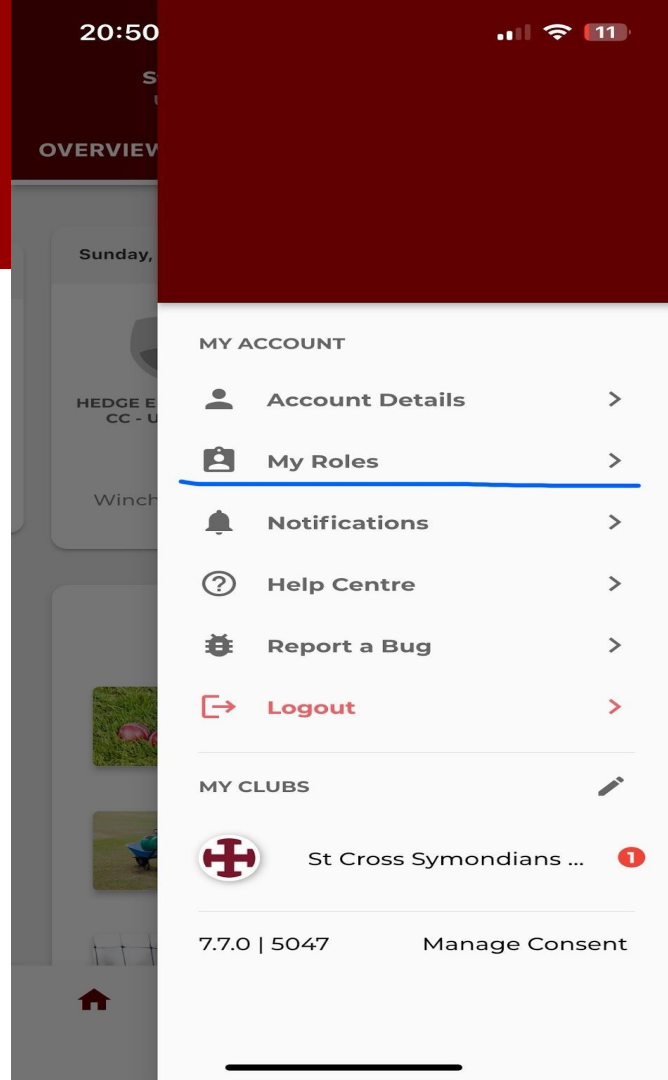 20:50
11
S
OVERVIEW
Sunday,
HEDGE E
CC - U
Winch
MY ACCOUNT
Account Details
My Roles
Notifications
Help Centre
Report a Bug
Logout
MY CLUBS
St Cross Symondians ...
1
7.7.0 | 5047
Manage Consent